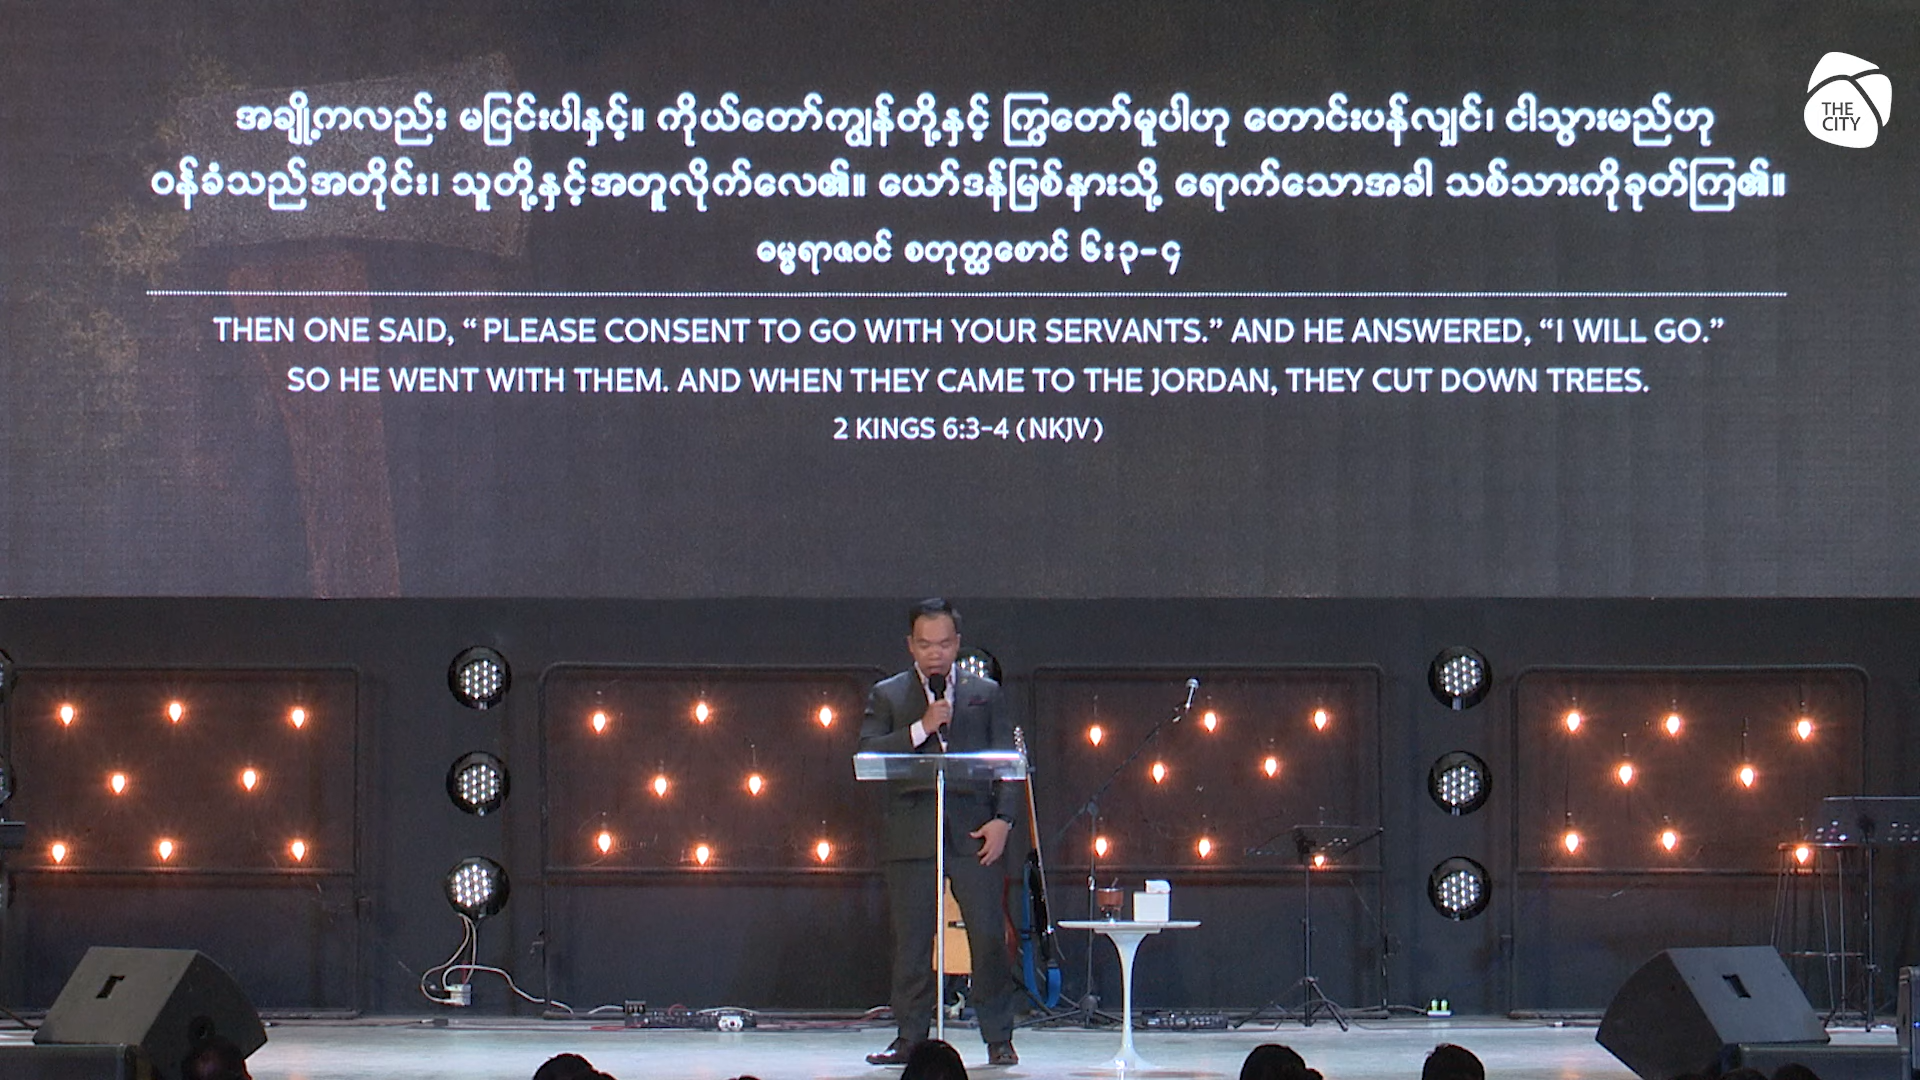 THE
CITY
အချို့ကလည်း မငြင်းပါနှင့်။ ကိုယ်တော်ကျွန်တို့နှင့် ကြွတော်မူပါဟု တောင်းပန်လျှင်၊ ငါသွားမည်ဟု
ဝန်ခံသည်အတိုင်း၊ သူတို့နှင့်အတူလိုက်လေ၏။ ယော်ဒန်မြစ်နားသို့ ရောက်သောအခါ သစ်သားကိုခုတ်ကြ၏။
ဓမ္မရာဇဝင် စတုတ္ထစောင် ၆း၃-၄
THEN ONE SAID, “ PLEASE CONSENT TO GO WITH YOUR SERVANTS.” AND HE ANSWERED, “I WILL GO.”
SO HE WENT WITH THEM. AND WHEN THEY CAME TO THE JORDAN, THEY CUT DOWN TREES.
2 KINGS 6:3-4 (NKJV)